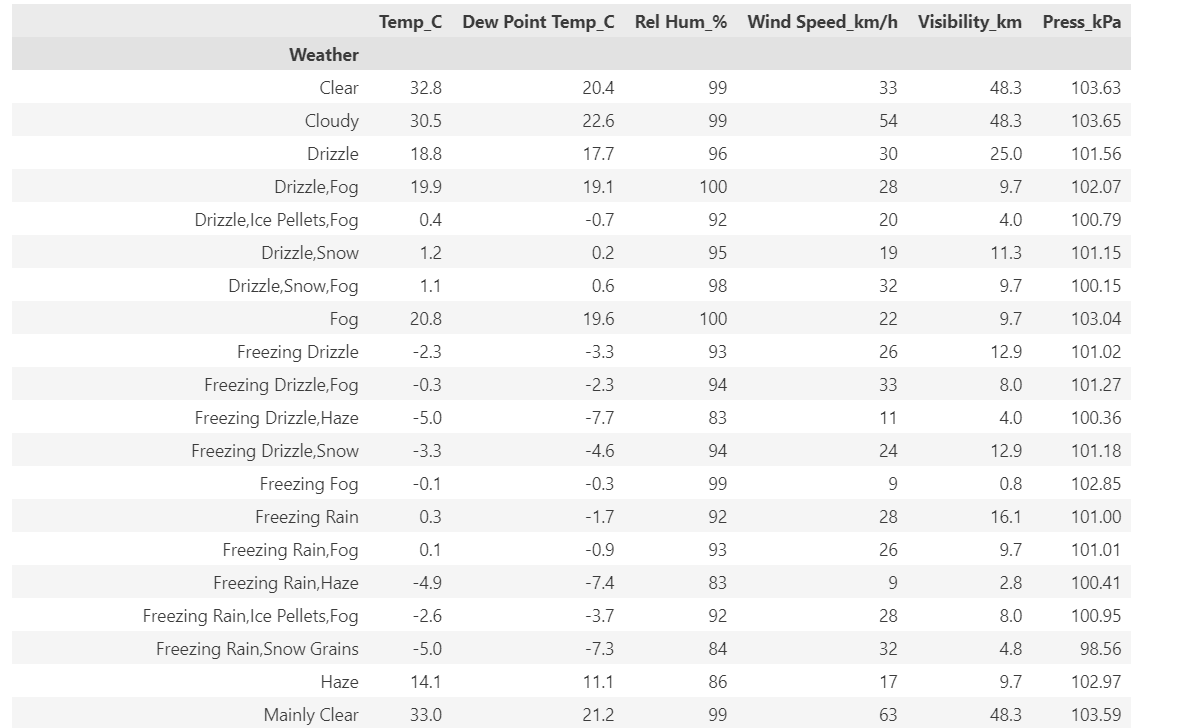 Temp_C Dew Point Temp_C Rel Hum_% Wind Speed_km/h Visibility_km Press_kPa
Weather
Clear 32.8 20.4 99 33 48.3 103.63
Cloudy 30.5 22.6 99 54 48.3 103.65
Drizzle 18.8 17.7 96 30 25.0 101.56
Drizzle,Fog 19.9 19.1 100 28 9.7 102.07
Drizzle,Ice Pellets,Fog 0.4 -0.7 92 20 4.0 100.79
Drizzle,Snow 1.2 0.2 95 19 11.3 101.15
Drizzle,Snow,Fog 1.1 0.6 98 32 9.7 100.15
Fog 20.8 19.6 100 22 9.7 103.04
Freezing Drizzle -2.3 -3.3 93 26 12.9 101.02
Freezing Drizzle,Fog -0.3 -2.3 94 33 8.0 101.27
Freezing Drizzle,Haze -5.0 -7.7 83 11 4.0 100.36
Freezing Drizzle,Snow -3.3 -4.6 94 24 12.9 101.18
Freezing Fog -0.1 -0.3 99 9 0.8 102.85
Freezing Rain 0.3 -1.7 92 28 16.1 101.00
Freezing Rain,Fog 0.1 -0.9 93 26 9.7 101.01
Freezing Rain,Haze -4.9 -7.4 83 9 2.8 100.41
Freezing Rain,Ice Pellets,Fog -2.6 -3.7 92 28 8.0 100.95
Freezing Rain,Snow Grains -5.0 -7.3 84 32 4.8 98.56
Haze 14.1 11.1 86 17 9.7 102.97
Mainly Clear 33.0 21.2 99 63 48.3 103.59